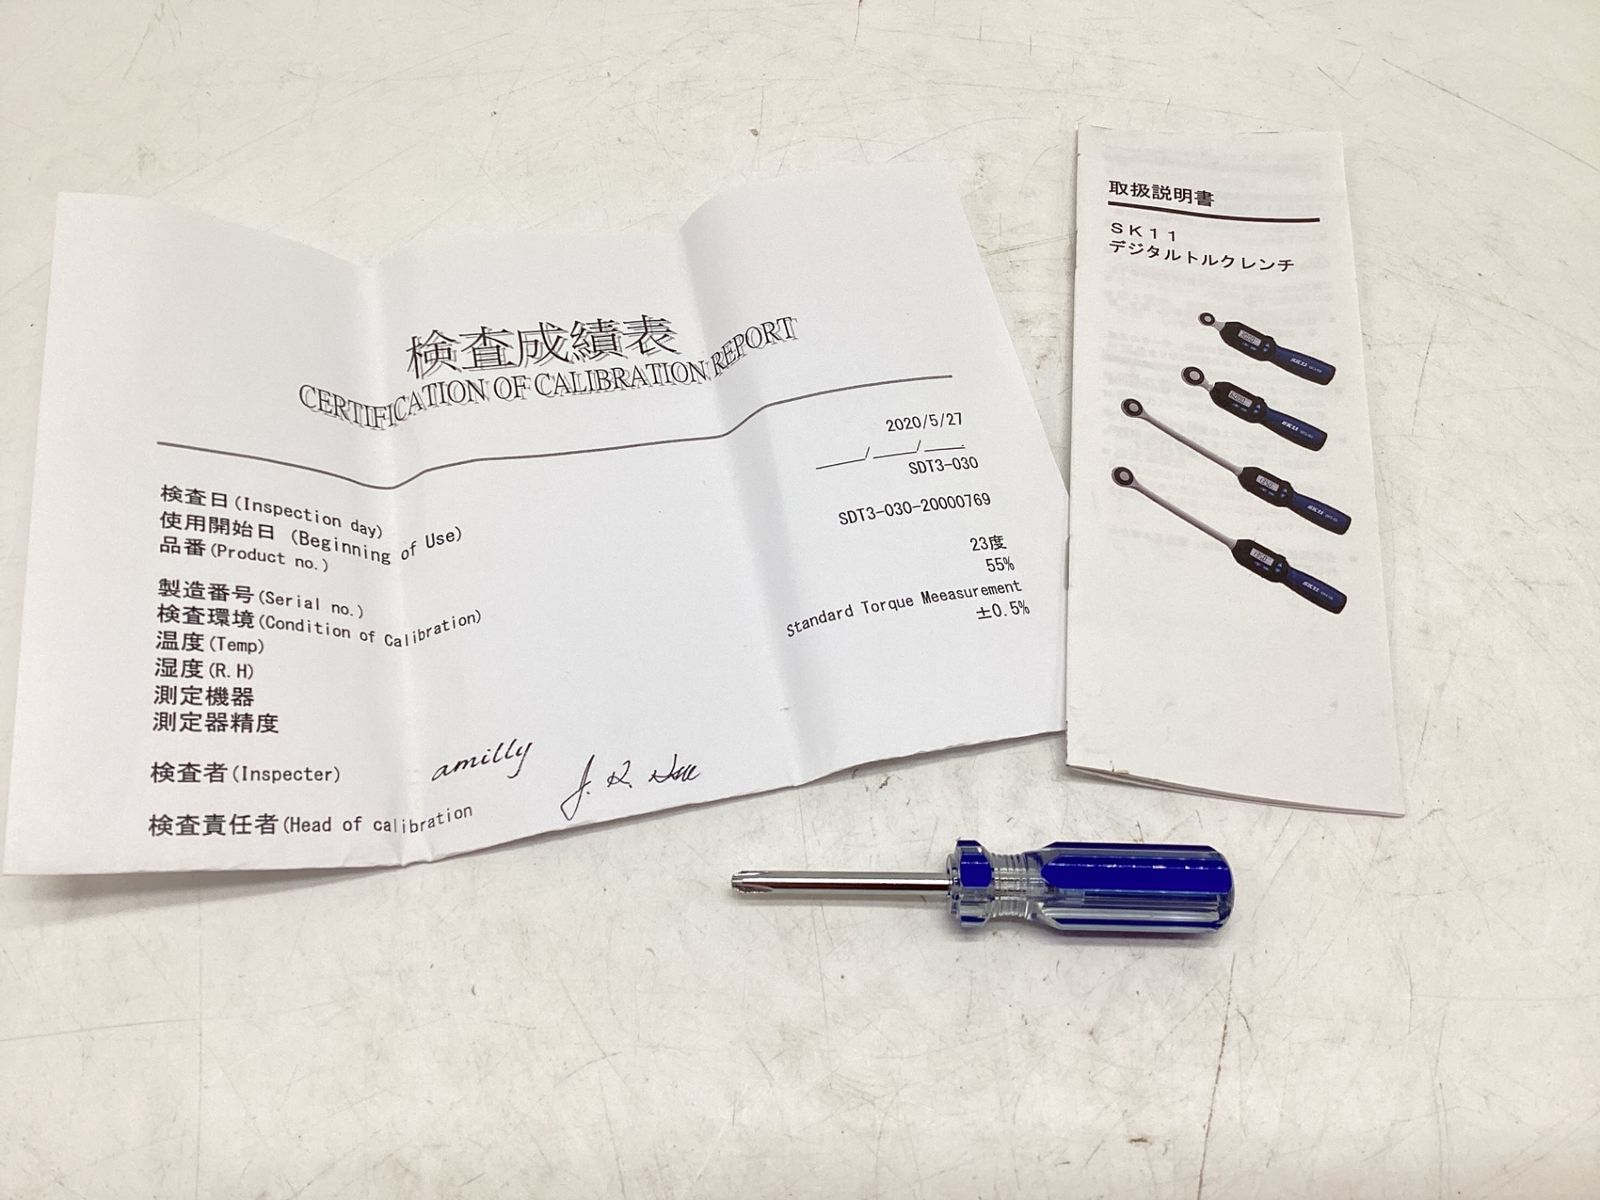 検査成績表
CERTIFICATION OF CALIBRATION REPORT
検査日(Inspection day) 2020/5/27
使用開始日 (Beginning of Use) ___/___/___
品番(Product no.) SDT3-030
製造番号(Serial no.) SDT3-030-20000769
検査環境(Condition of Calibration)
温度(Temp) 23度
湿度(R.H) 55%
測定機器 Standard Torque Meeasurement
測定器精度 ±0.5%
検査者(Inspecter) amilly
検査責任者(Head of calibration
取扱説明書
SK11
デジタルトルクレンチ
SK11
SK11
SK11
SK11